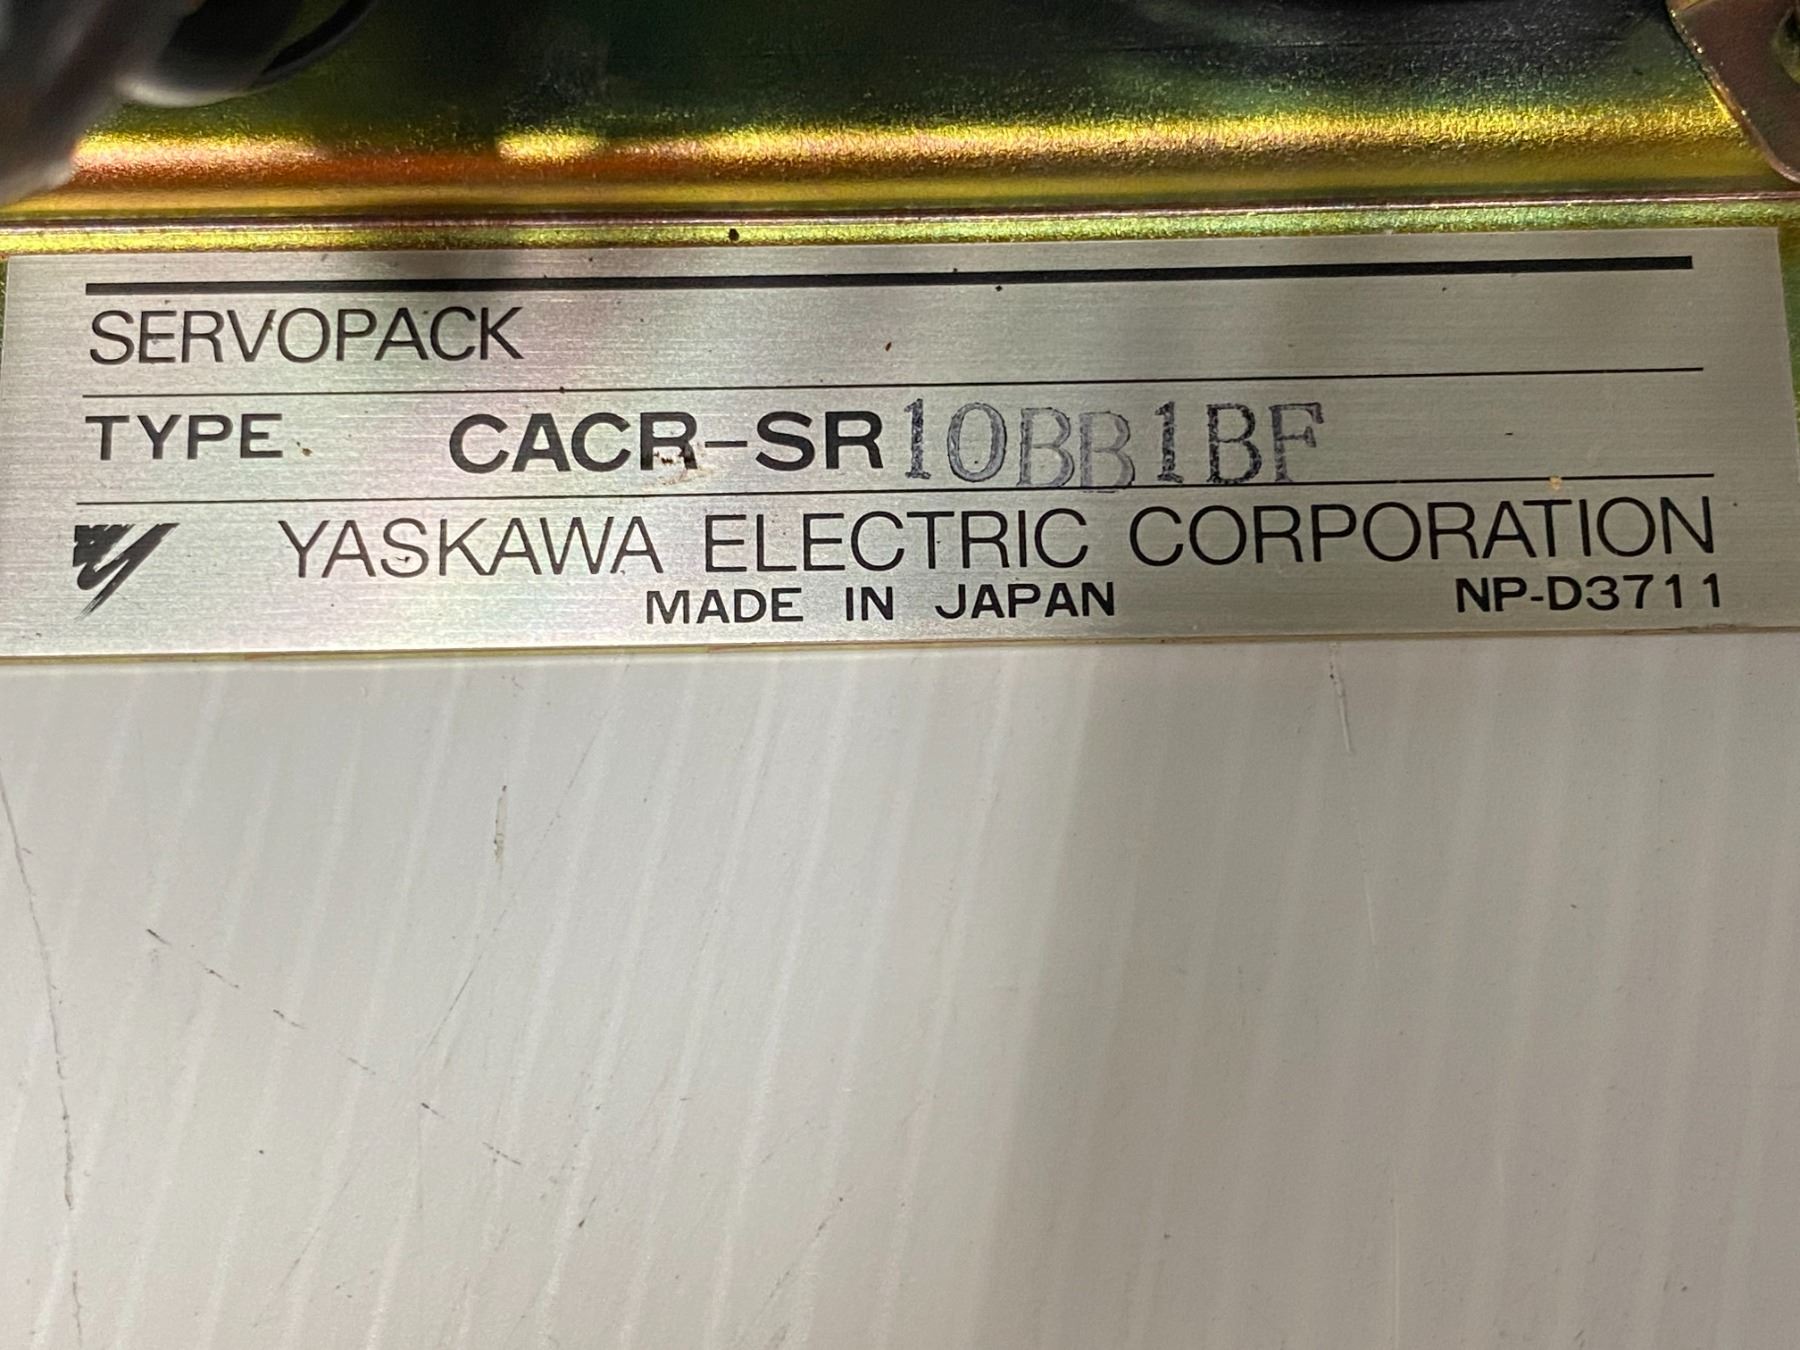 SERVOPACK
TYPE CACR-SR10BB1BF
YASKAWA ELECTRIC CORPORATION
MADE IN JAPAN NP-D3711